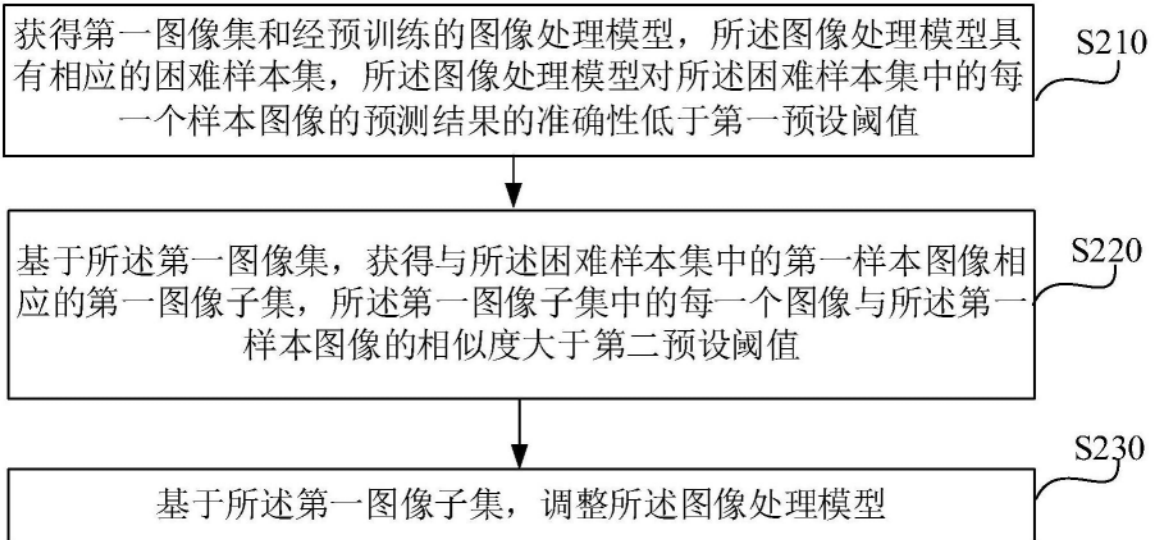 获得第一图像集和经预训练的图像处理模型，所述图像处理模型具
有相应的困难样本集，所述图像处理模型对所述困难样本集中的每
一个样本图像的预测结果的准确性低于第一预设阈值
S210
基于所述第一图像集，获得与所述困难样本集中的第一样本图像相
应的第一图像子集，所述第一图像子集中的每一个图像与所述第一
样本图像的相似度大于第二预设阈值
S220
基于所述第一图像子集，调整所述图像处理模型
S230